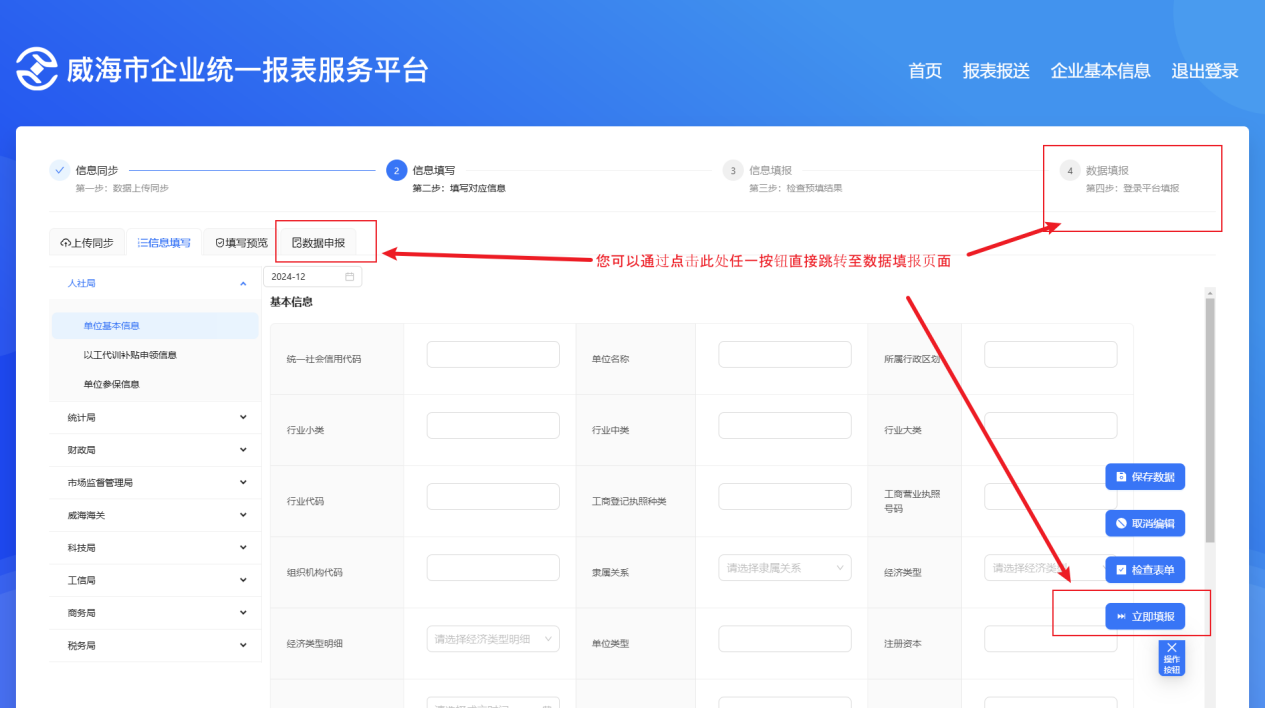 威海市企业统一报表服务平台
首页 报表报送 企业基本信息 退出登录
信息同步
第一步：数据上传同步
2 信息填写
第二步：填写对应信息
3 信息填报
第三步：检查预填结果
4 数据填报
第四步：登录平台填报
上传同步 信息填写 填写预览 数据申报
您可以通过点击此处任一按钮直接跳转至数据填报页面
人社局
单位基本信息
以工代训补贴申领信息
单位参保信息
统计局
财政局
市场监督管理局
威海海关
科技局
工信局
商务局
税务局
2024-12
基本信息
统一社会信用代码 单位名称 所属行政区划
行业小类 行业中类 行业大类
行业代码 工商登记执照种类 工商营业执照
号码
组织机构代码 隶属关系 请选择隶属关系 经济类型 请选择经济类
经济类型明细 请选择经济类型明细 单位类型 注册资本
保存数据
取消编辑
检查表单
立即填报
操作
按钮